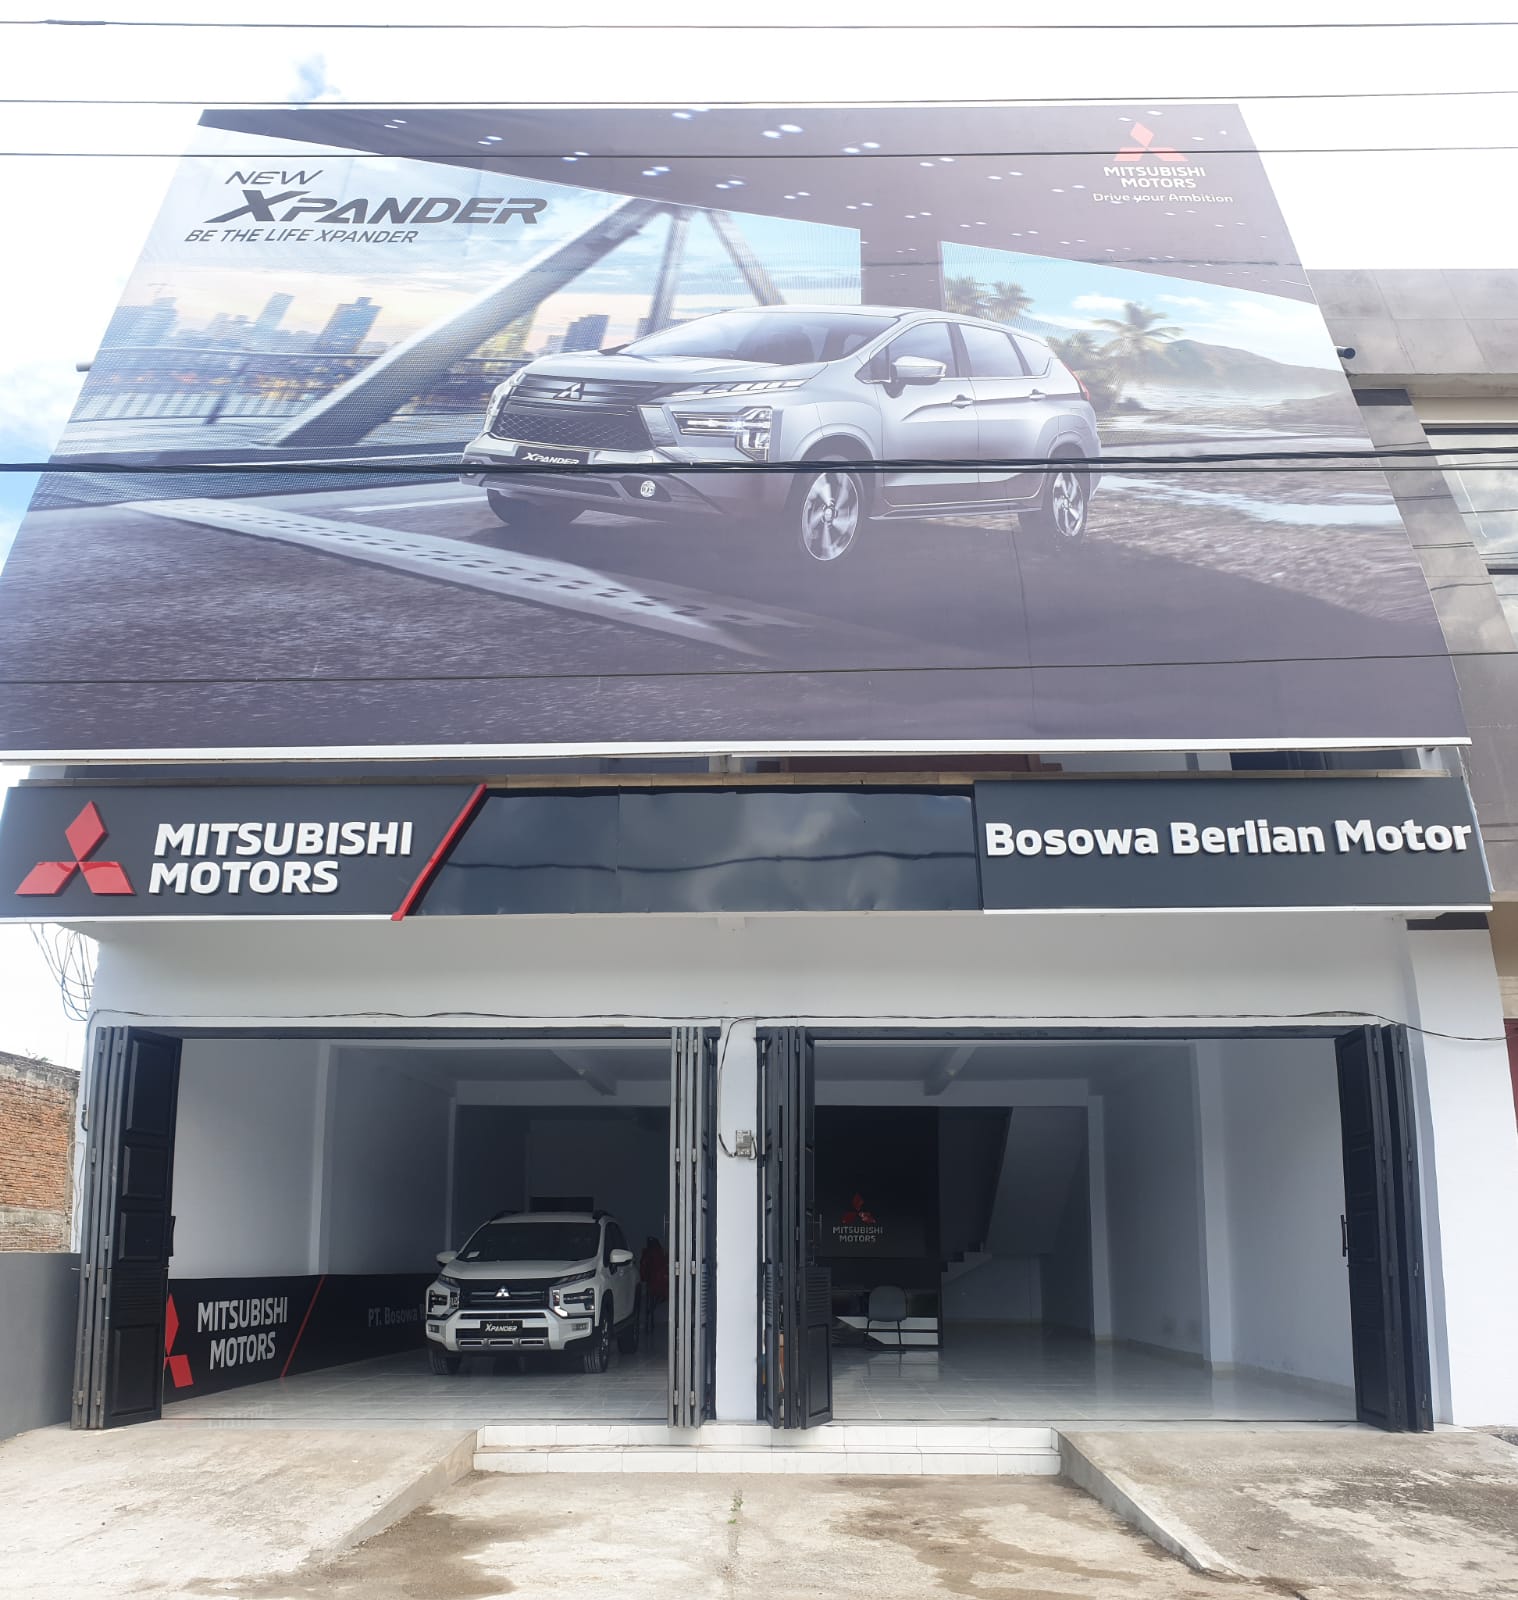 NEW
XPANDER
BE THE LIFE XPANDER
MITSUBISHI
MOTORS
Drive your Ambition
XPANDER
MITSUBISHI
MOTORS
Bosowa Berlian Motor
MITSUBISHI
MOTORS
MITSUBISHI
MOTORS
PT. Bosowa
XPANDER